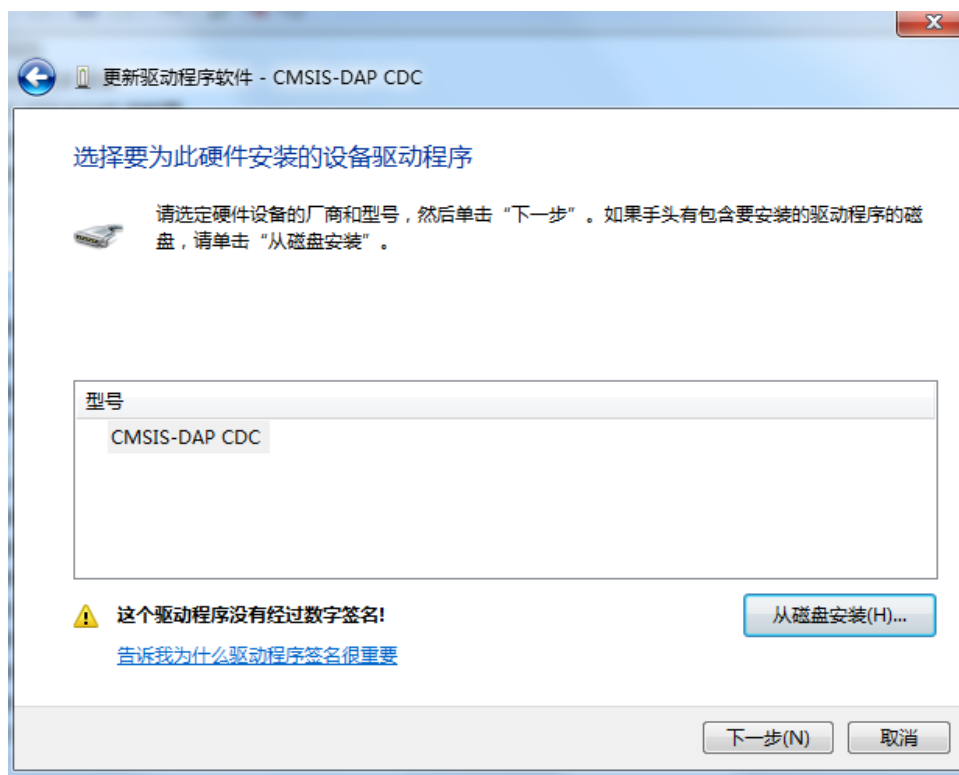 更新驱动程序软件 - CMSIS-DAP CDC
选择要为此硬件安装的设备驱动程序
请选定硬件设备的厂商和型号，然后单击“下一步”。如果手头有包含要安装的驱动程序的磁
盘，请单击“从磁盘安装”。
型号
CMSIS-DAP CDC
这个驱动程序没有经过数字签名!
从磁盘安装(H)...
告诉我为什么驱动程序签名很重要
下一步(N)
取消